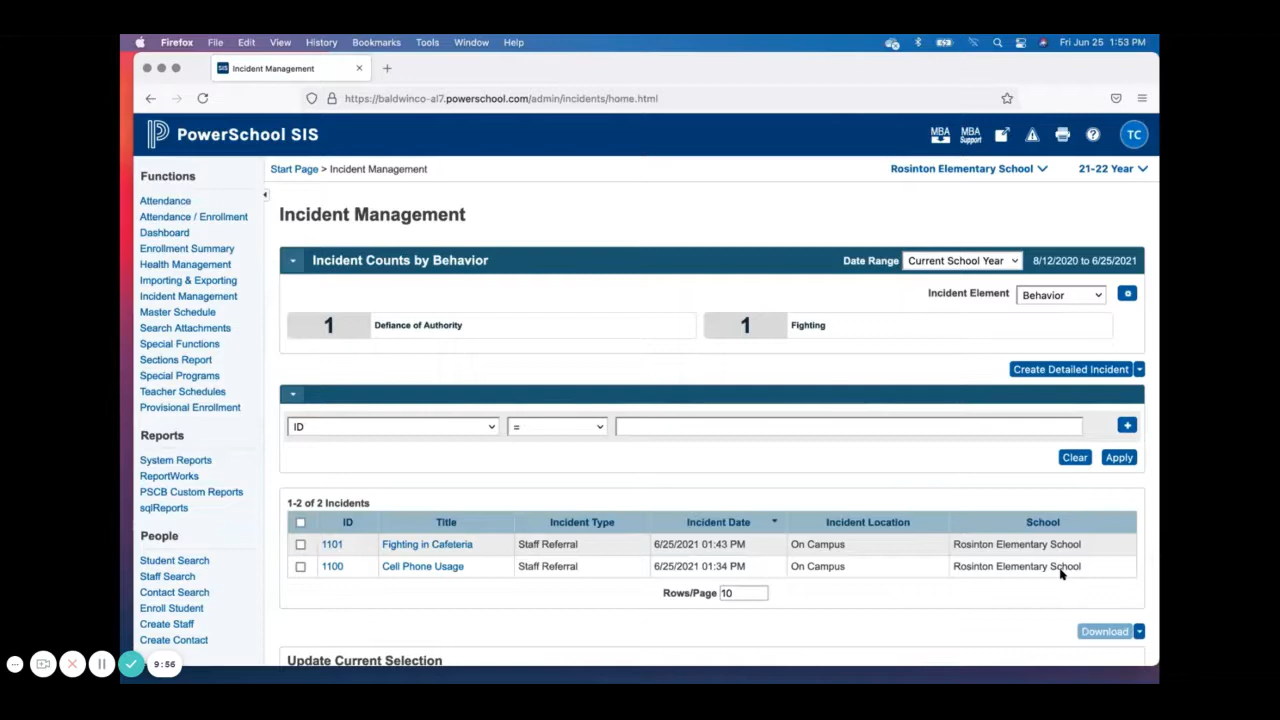 Firefox File Edit View History Bookmarks Tools Window Help Fri Jun 25 1:53 PM
SIS Incident Management
https://baldwinco-al7.powerschool.com/admin/incidents/home.html
PowerSchool SIS MBA MBA Support TC
Functions
Attendance
Attendance / Enrollment
Dashboard
Enrollment Summary
Health Management
Importing & Exporting
Incident Management
Master Schedule
Search Attachments
Special Functions
Sections Report
Special Programs
Teacher Schedules
Provisional Enrollment
Reports
System Reports
ReportWorks
PSCB Custom Reports
sqlReports
People
Student Search
Staff Search
Contact Search
Enroll Student
Create Staff
Create Contact
Start Page > Incident Management Rosinton Elementary School 21-22 Year
Incident Management
Incident Counts by Behavior Date Range Current School Year 8/12/2020 to 6/25/2021
Incident Element Behavior
1 Defiance of Authority 1 Fighting
Create Detailed Incident
ID = +
Clear Apply
1-2 of 2 Incidents
ID Title Incident Type Incident Date Incident Location School
1101 Fighting in Cafeteria Staff Referral 6/25/2021 01:43 PM On Campus Rosinton Elementary School
1100 Cell Phone Usage Staff Referral 6/25/2021 01:34 PM On Campus Rosinton Elementary School
Rows/Page 10
Download
Update Current Selection
9:56